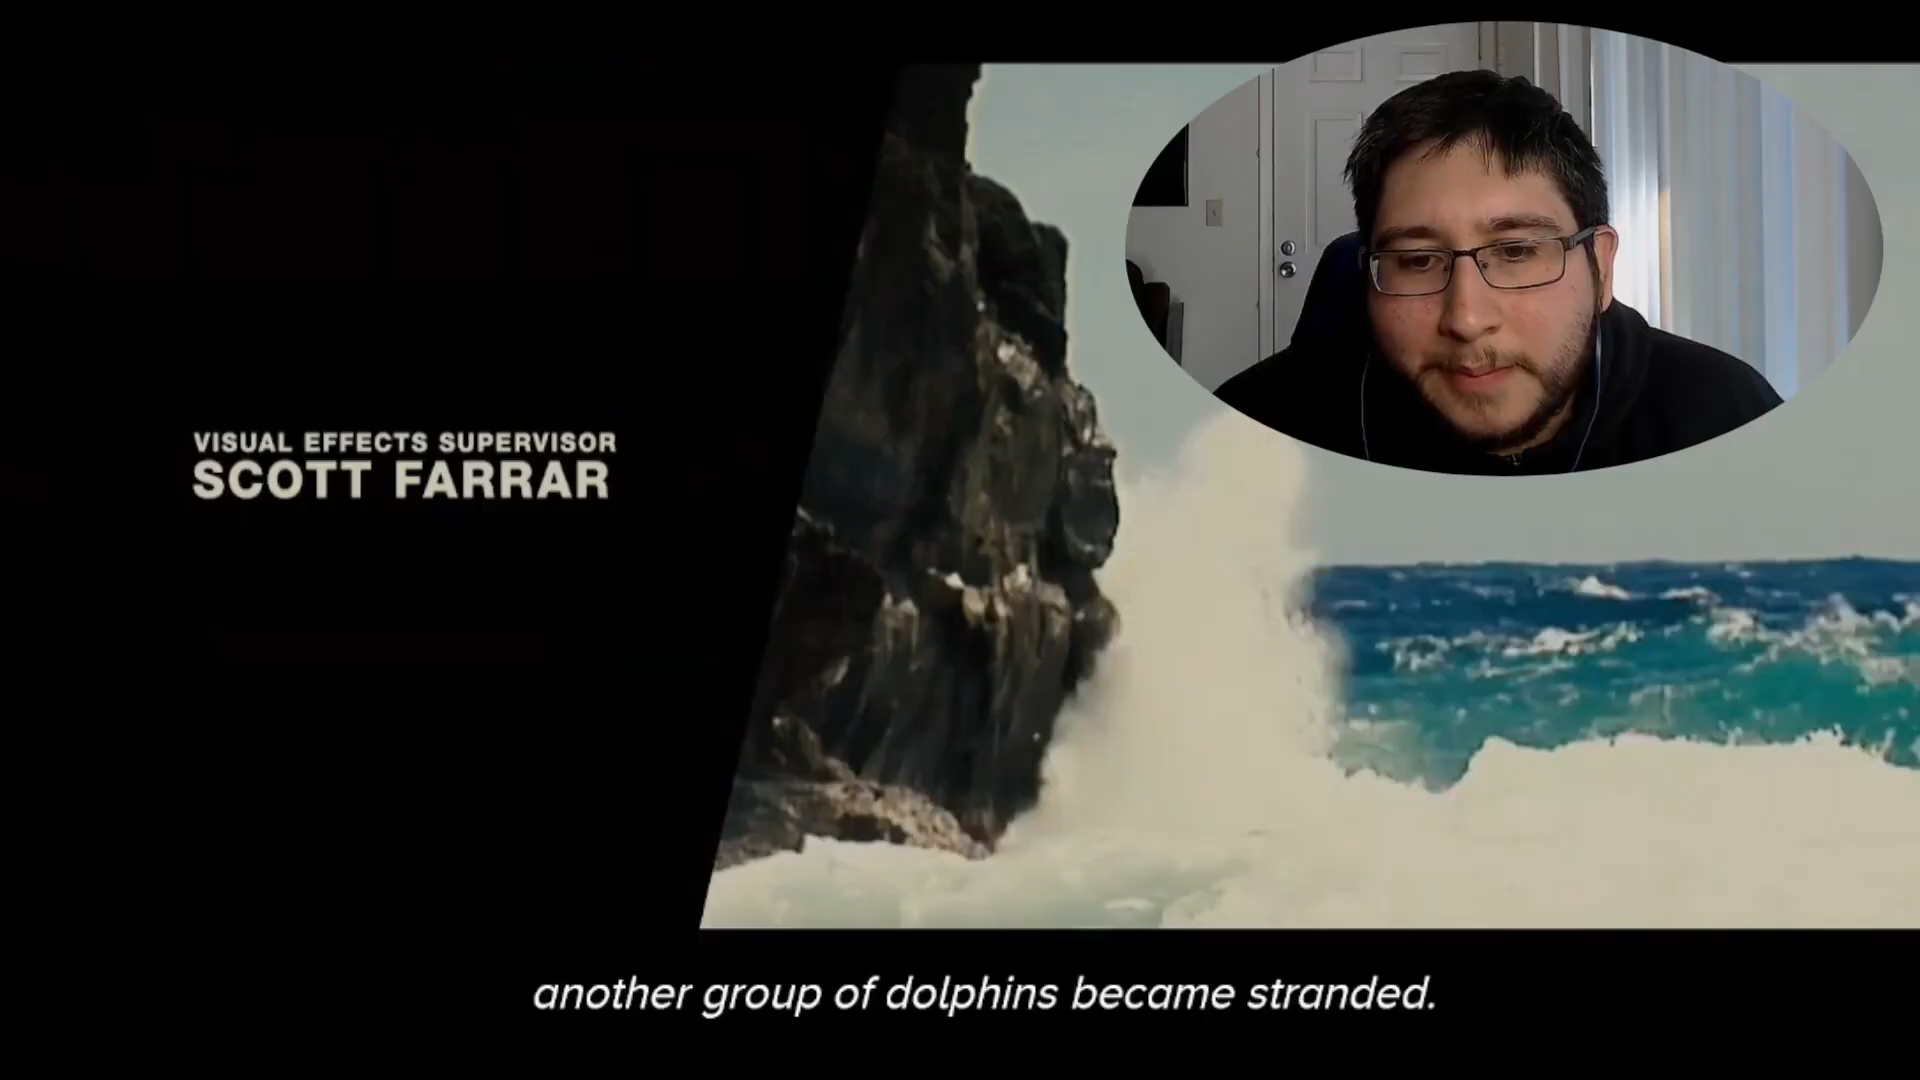 VISUAL EFFECTS SUPERVISOR
SCOTT FARRAR
another group of dolphins became stranded.